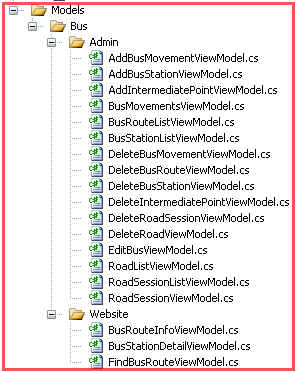 Models
Bus
Admin
AddBusMovementViewModel.cs
AddBusStationViewModel.cs
AddIntermediatePointViewModel.cs
BusMovementsViewModel.cs
BusRouteListViewModel.cs
BusStationListViewModel.cs
DeleteBusMovementViewModel.cs
DeleteBusRouteViewModel.cs
DeleteBusStationViewModel.cs
DeleteIntermediatePointViewModel.cs
DeleteRoadSessionViewModel.cs
DeleteRoadViewModel.cs
EditBusViewModel.cs
RoadListViewModel.cs
RoadSessionListViewModel.cs
RoadSessionViewModel.cs
Website
BusRouteInfoViewModel.cs
BusStationDetailViewModel.cs
FindBusRouteViewModel.cs